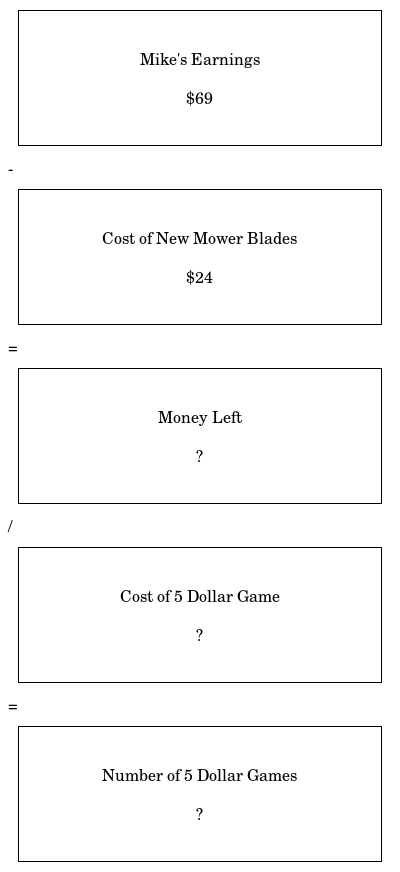 Mike's Earnings
$69
-
Cost of New Mower Blades
$24
=
Money Left
?
/
Cost of 5 Dollar Game
?
=
Number of 5 Dollar Games
?